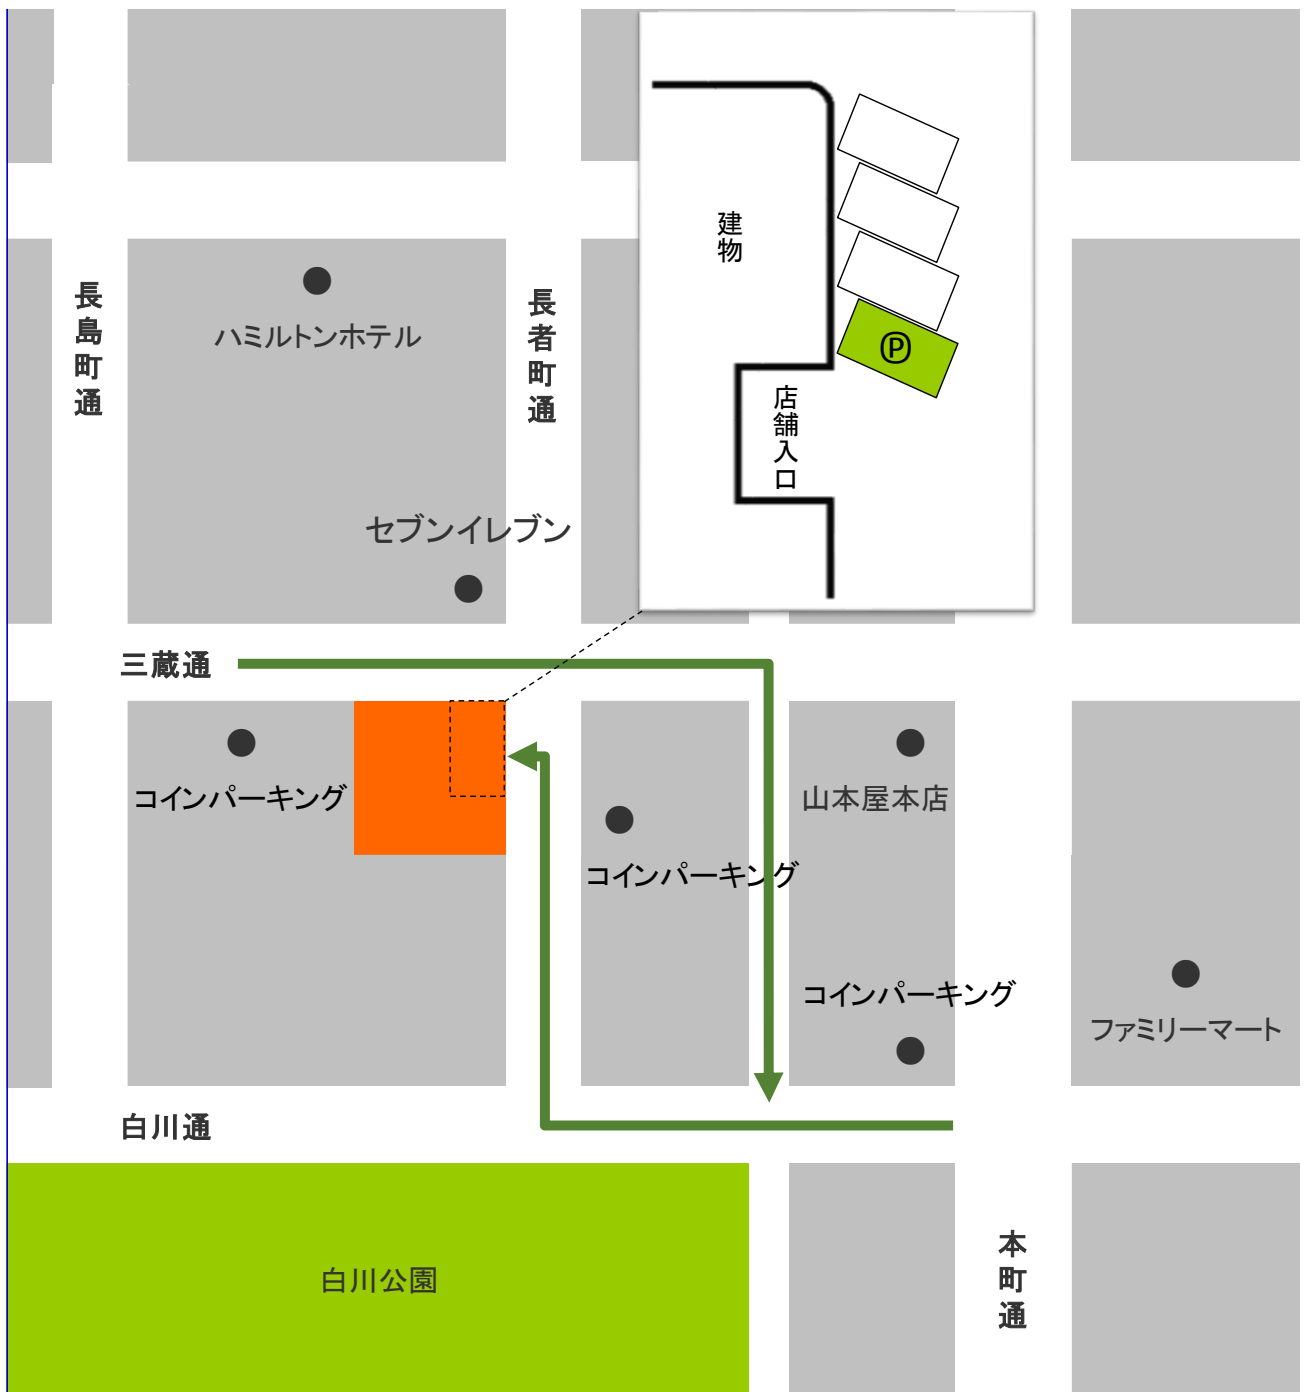 建物
Ⓟ
店舗入口
長島町通
長者町通
ハミルトンホテル
セブンイレブン
三蔵通
コインパーキング
山本屋本店
コインパーキング
コインパーキング
ファミリーマート
白川通
白川公園
本町通